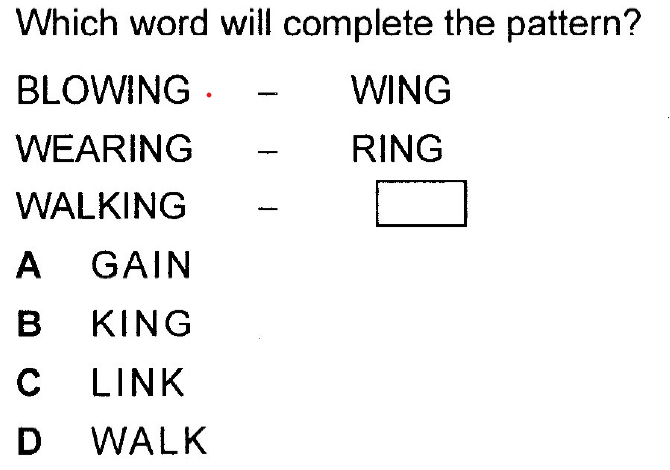 Which word will complete the pattern?
BLOWING – WING
WEARING – RING
WALKING –
A GAIN
B KING
C LINK
D WALK